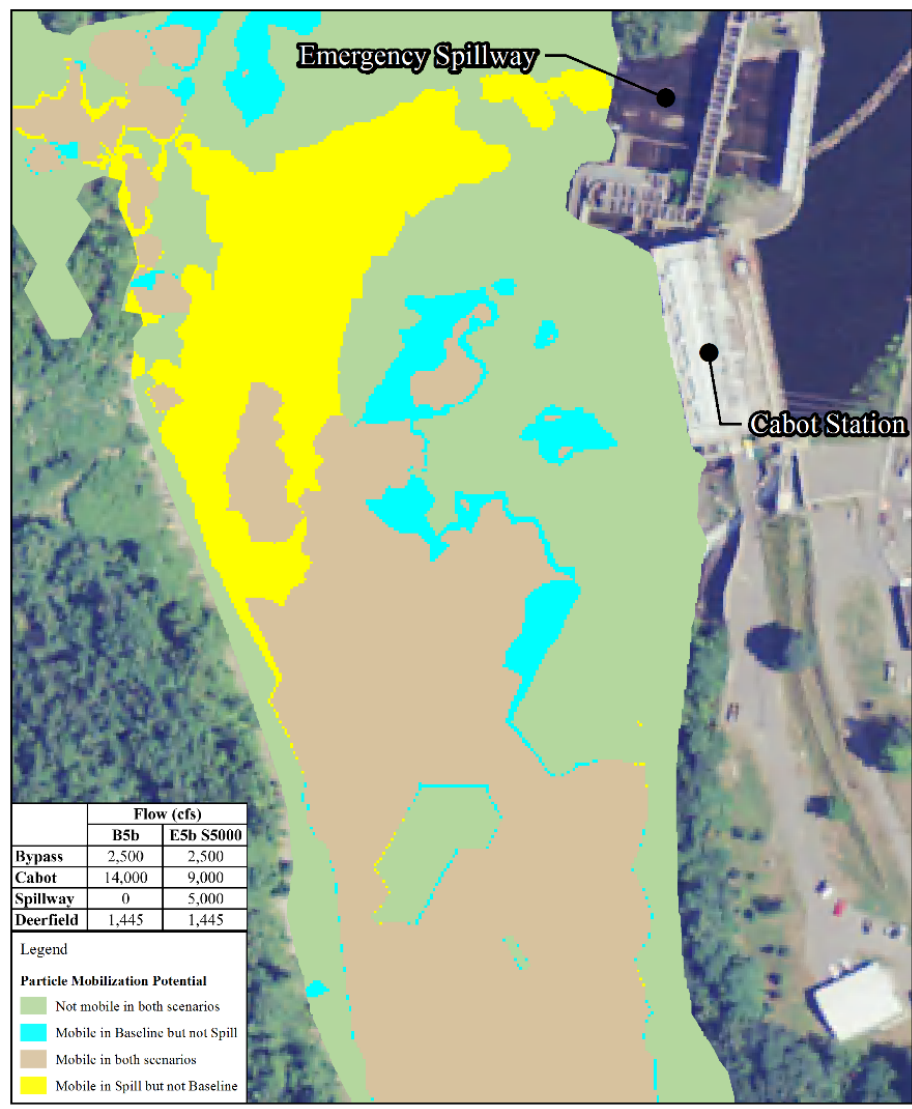 Emergency Spillway
Cabot Station
Flow (cfs)
B5b E5b S5000
Bypass 2,500 2,500
Cabot 14,000 9,000
Spillway 0 5,000
Deerfield 1,445 1,445
Legend
Particle Mobilization Potential
Not mobile in both scenarios
Mobile in Baseline but not Spill
Mobile in both scenarios
Mobile in Spill but not Baseline